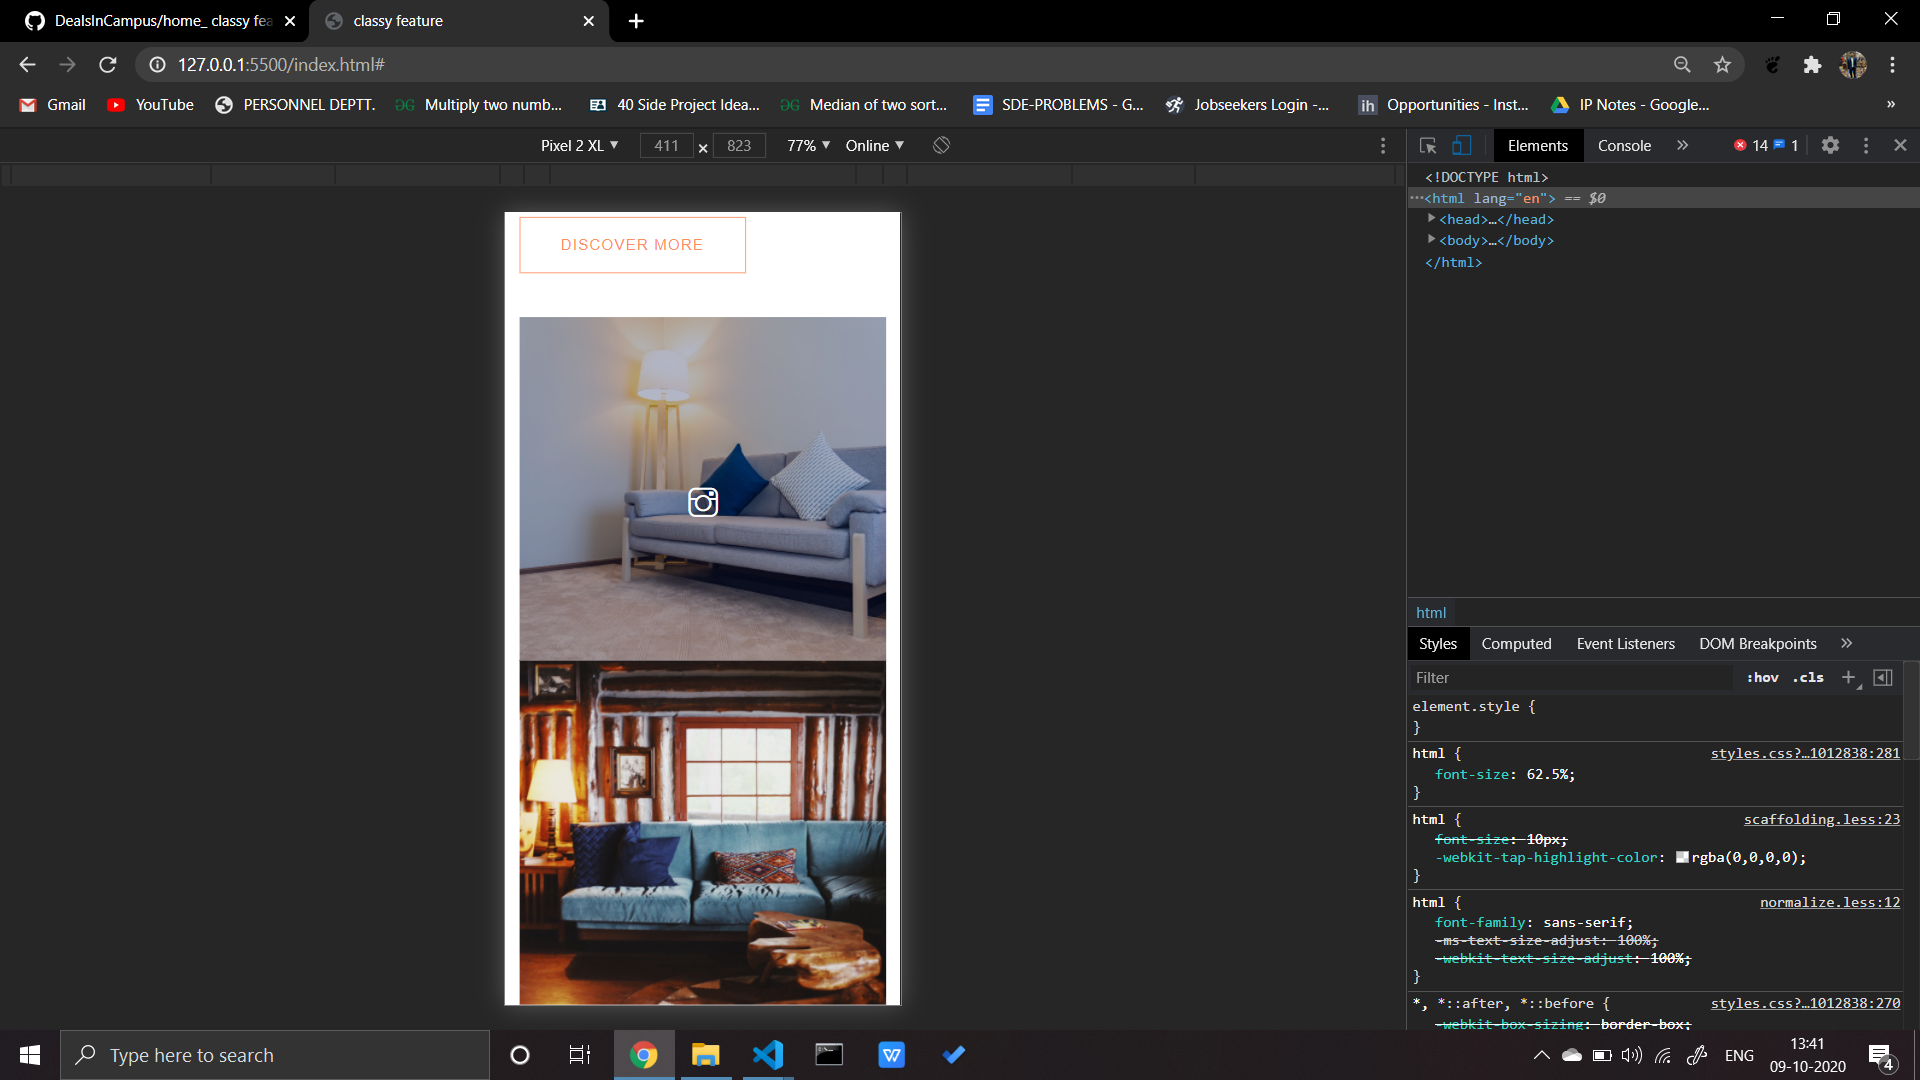 DealsInCampus/home_ classy fea
classy feature
127.0.0.1:5500/index.html#
Gmail
YouTube
PERSONNEL DEPTT.
Multiply two numb...
40 Side Project Idea...
Median of two sort...
SDE-PROBLEMS - G...
Jobseekers Login -...
Opportunities - Inst...
IP Notes - Google...
»
Pixel 2 XL ▼ 411 × 823 77% ▼ Online ▼
Elements Console » 14 1
<!DOCTYPE html>
…<html lang="en"> == $0
<head>…</head>
<body>…</body>
</html>
DISCOVER MORE
html
Styles Computed Event Listeners DOM Breakpoints »
Filter :hov .cls +
element.style {
}
html { styles.css?…1012838:281
font-size: 62.5%;
}
html { scaffolding.less:23
font-size: 10px;
-webkit-tap-highlight-color: rgba(0,0,0,0);
}
html { normalize.less:12
font-family: sans-serif;
-ms-text-size-adjust: 100%;
-webkit-text-size-adjust: 100%;
}
*, *::after, *::before { styles.css?…1012838:270
-webkit-box-sizing: border-box;
Type here to search
ENG
13:41
09-10-2020
4